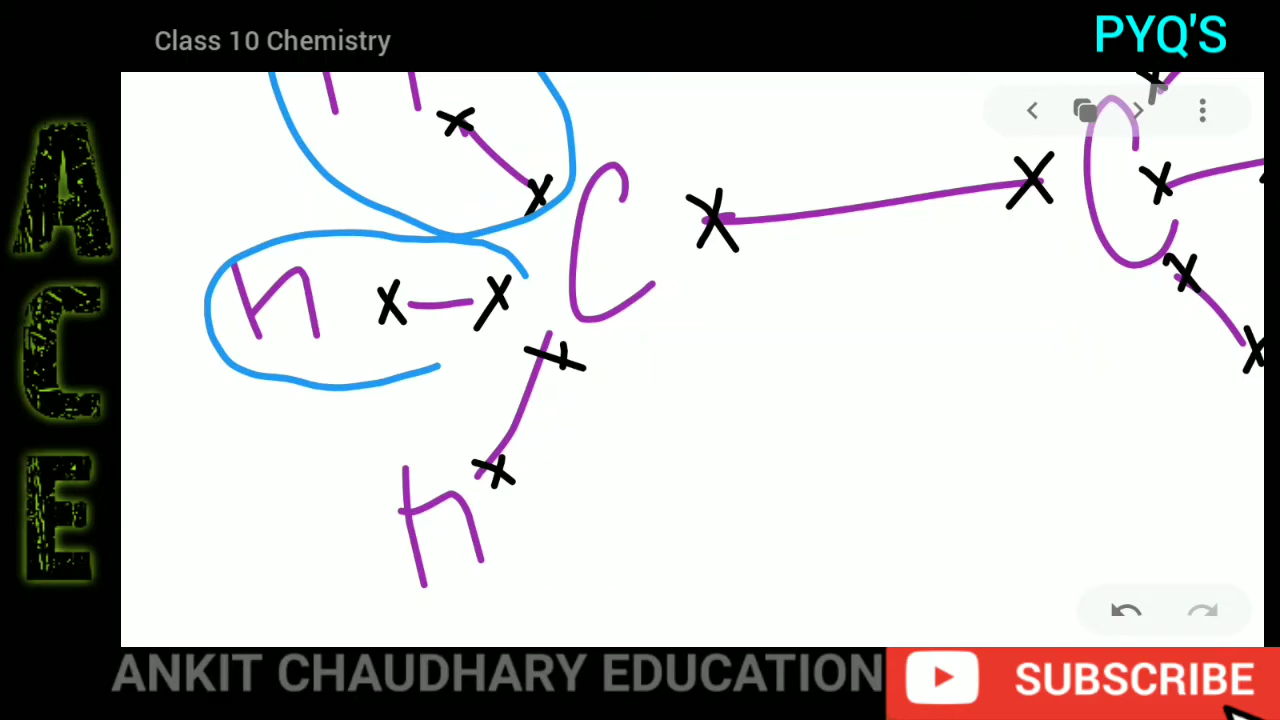 Class 10 Chemistry
PYQ'S
ACE
C
C
h
h
ANKIT CHAUDHARY EDUCATION
SUBSCRIBE